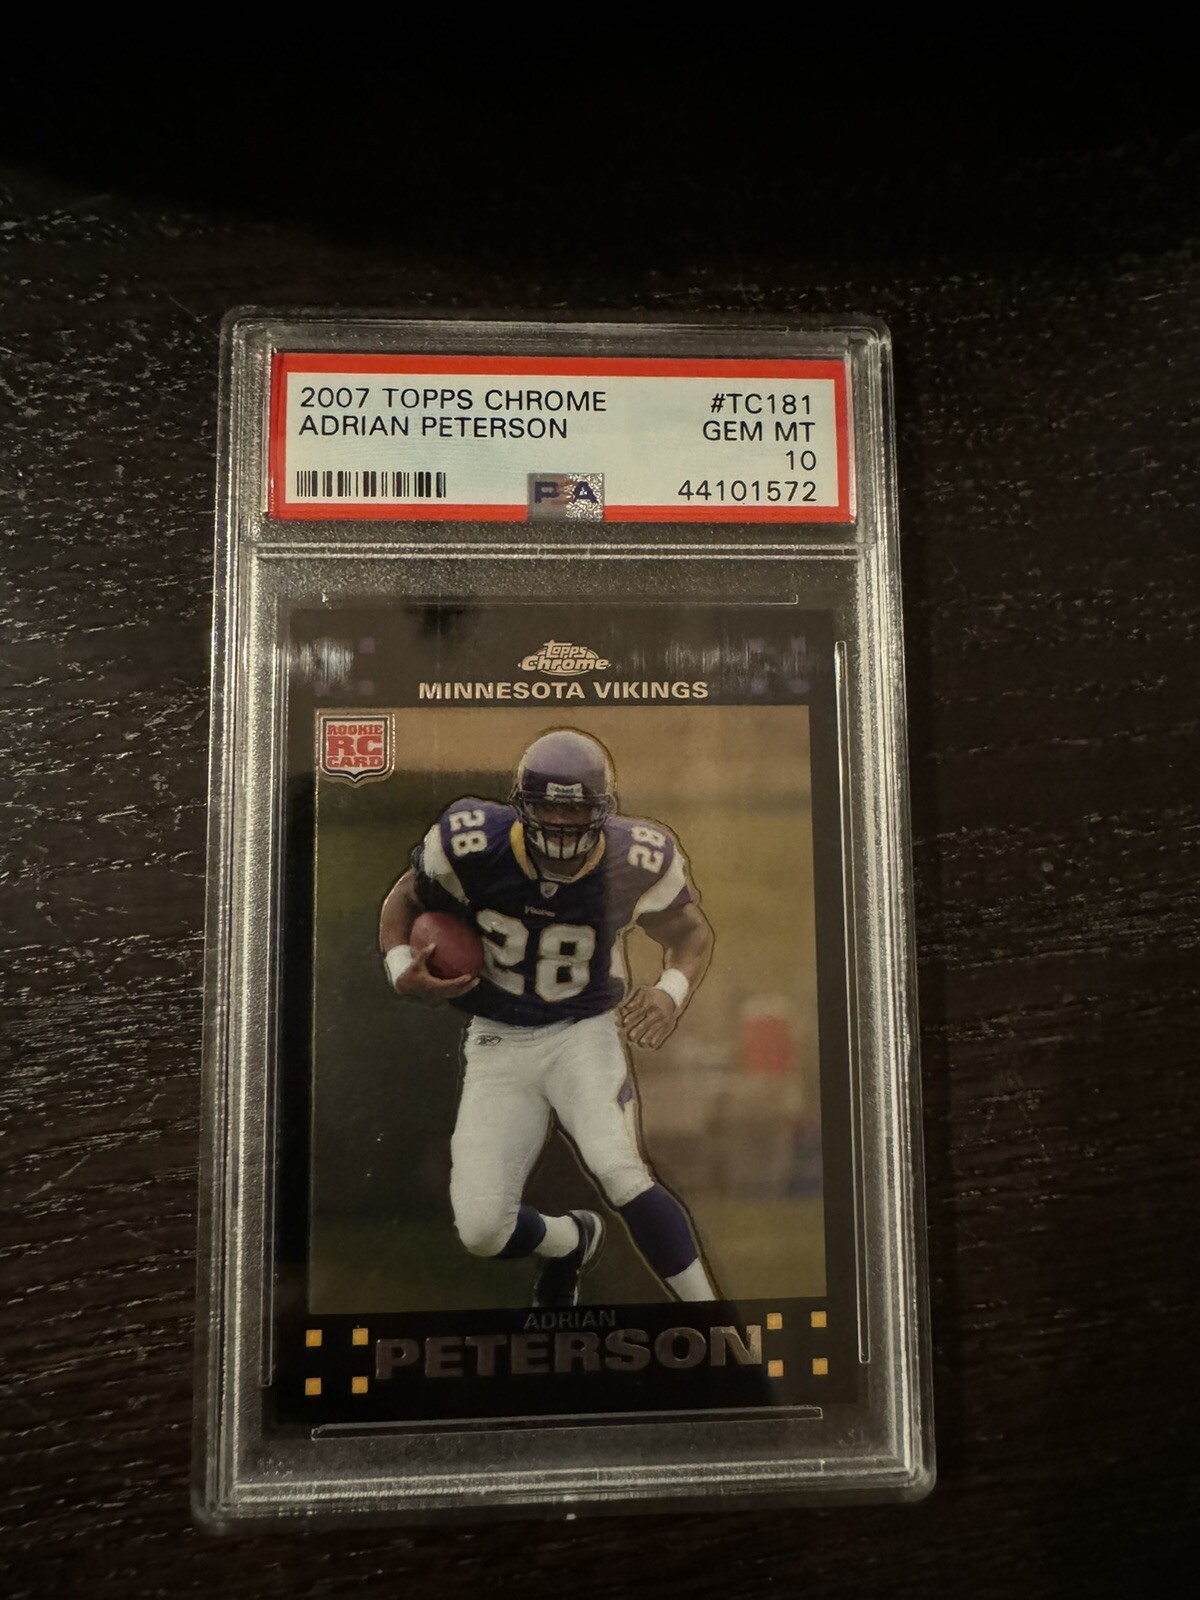 2007 TOPPS CHROME #TC181
ADRIAN PETERSON GEM MT
10
PSA 44101572
Topps
Chrome
MINNESOTA VIKINGS
ROOKIE
RC
CARD
28
28
28
VIKINGS
ADRIAN
PETERSON